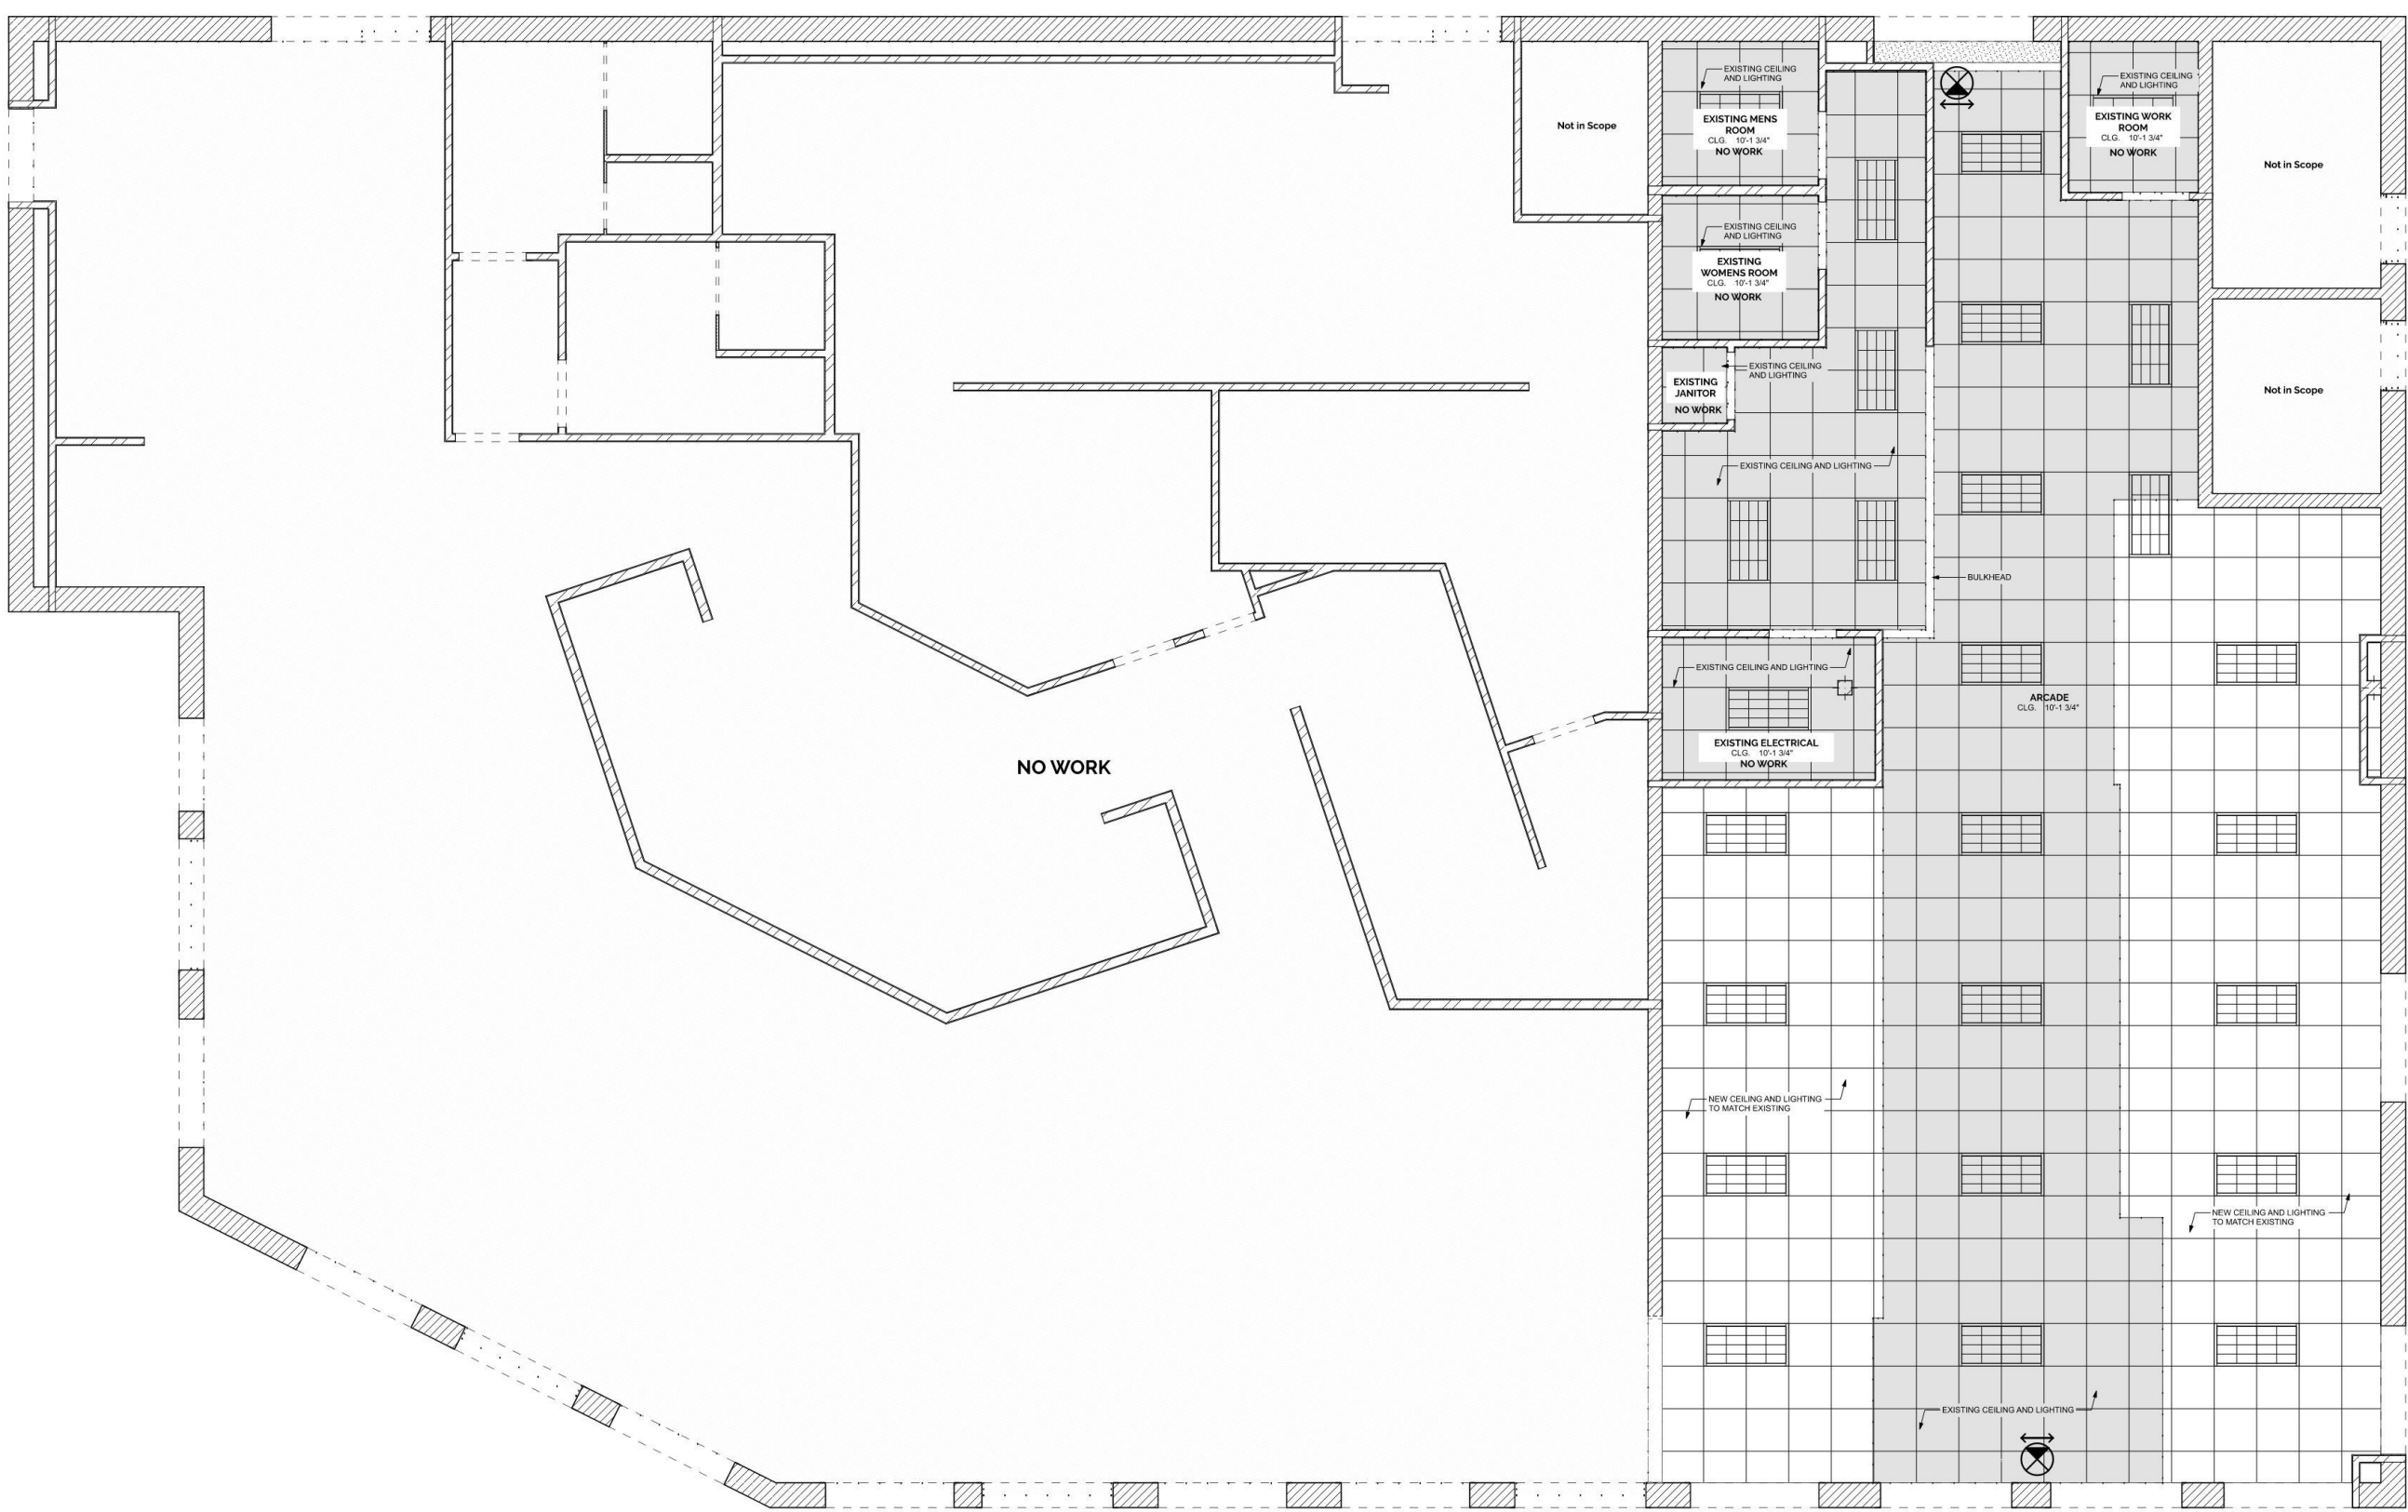 EXISTING CEILING
AND LIGHTING
EXISTING MENS
ROOM
CLG. 10'-1 3/4"
NO WORK
Not in Scope
EXISTING CEILING
AND LIGHTING
EXISTING WORK
ROOM
CLG. 10'-1 3/4"
NO WORK
Not in Scope
EXISTING CEILING
AND LIGHTING
EXISTING
WOMENS ROOM
CLG. 10'-1 3/4"
NO WORK
EXISTING CEILING
AND LIGHTING
EXISTING
JANITOR
NO WORK
Not in Scope
EXISTING CEILING AND LIGHTING
BULKHEAD
EXISTING CEILING AND LIGHTING
ARCADE
CLG. 10'-1 3/4"
EXISTING ELECTRICAL
CLG. 10'-1 3/4"
NO WORK
NO WORK
NEW CEILING AND LIGHTING
TO MATCH EXISTING
NEW CEILING AND LIGHTING
TO MATCH EXISTING
EXISTING CEILING AND LIGHTING